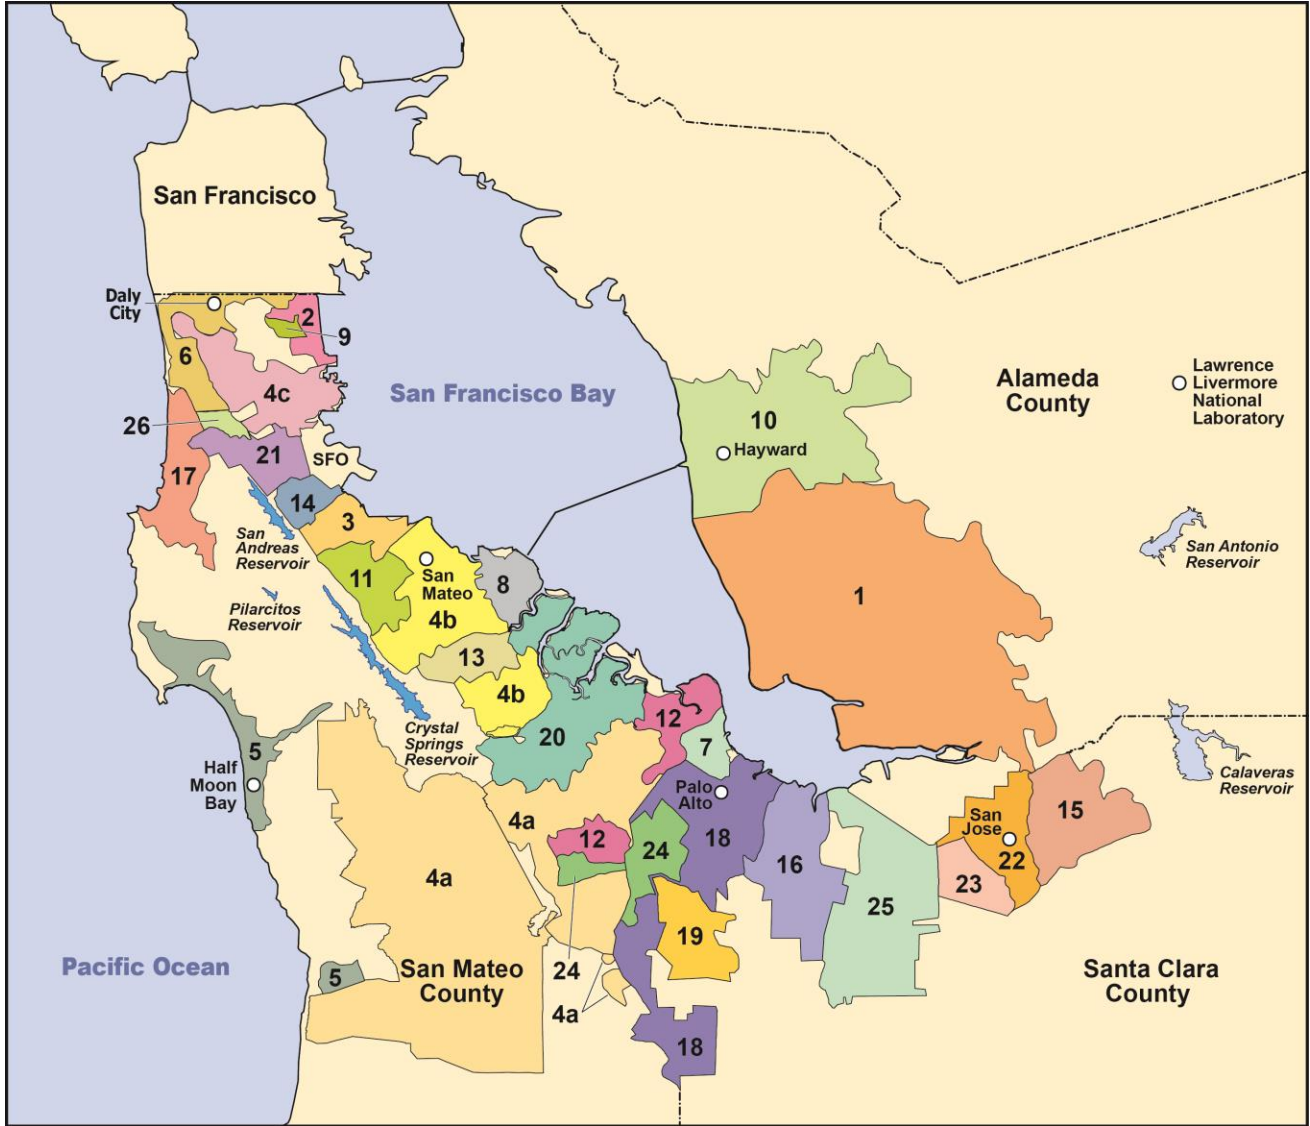 San Francisco
Daly
City
2
9
6
San Francisco Bay
4c
26
21
SFO
17
14
3
San
Andreas
Reservoir
11
San
Mateo
8
4b
Pilarcitos
Reservoir
13
4b
Crystal
Springs
Reservoir
20
12
7
5
Half
Moon
Bay
Palo
Alto
4a
12
24
18
16
4a
25
19
24
5
San Mateo
County
4a
18
Pacific Ocean
10
Hayward
Alameda
County
Lawrence
Livermore
National
Laboratory
San Antonio
Reservoir
1
Calaveras
Reservoir
San
Jose
22
15
23
Santa Clara
County